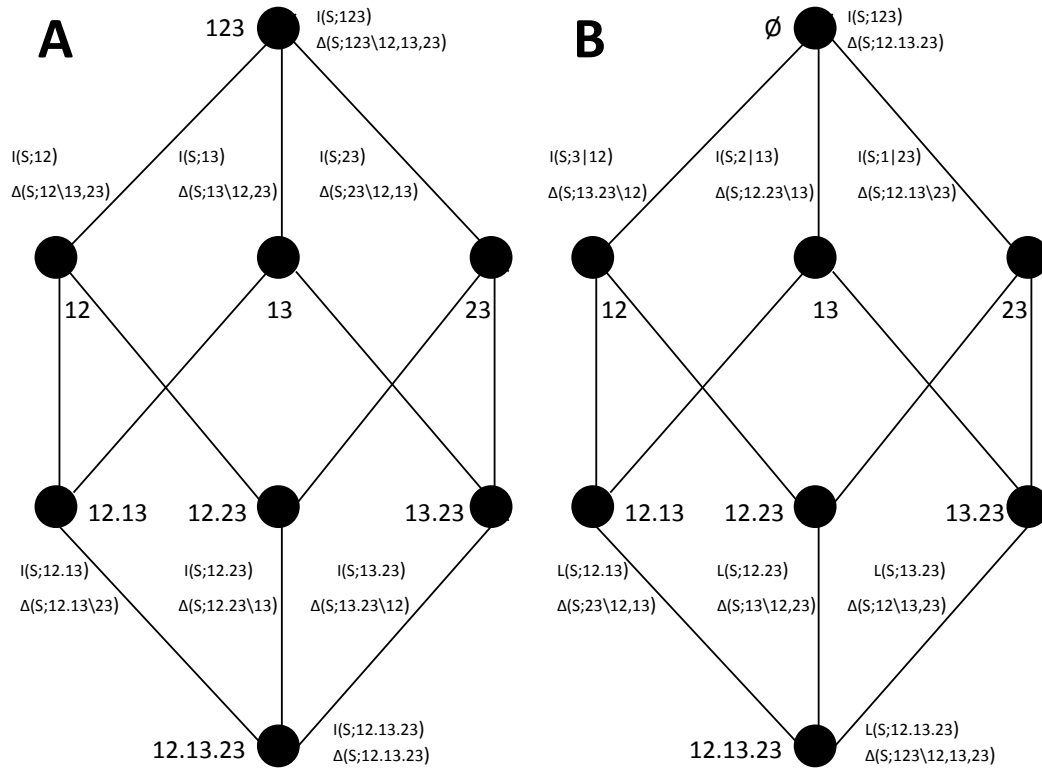 A
123
I(S;123)
Δ(S;123\12,13,23)
I(S;12)
Δ(S;12\13,23)
I(S;13)
Δ(S;13\12,23)
I(S;23)
Δ(S;23\12,13)
12
13
23
12.13
12.23
13.23
I(S;12.13)
Δ(S;12.13\23)
I(S;12.23)
Δ(S;12.23\13)
I(S;13.23)
Δ(S;13.23\12)
12.13.23
I(S;12.13.23)
Δ(S;12.13.23)
B
∅
I(S;123)
Δ(S;12.13.23)
I(S;3|12)
Δ(S;13.23\12)
I(S;2|13)
Δ(S;12.23\13)
I(S;1|23)
Δ(S;12.13\23)
12
13
23
12.13
12.23
13.23
L(S;12.13)
Δ(S;23\12,13)
L(S;12.23)
Δ(S;13\12,23)
L(S;13.23)
Δ(S;12\13,23)
12.13.23
L(S;12.13.23)
Δ(S;123\12,13,23)